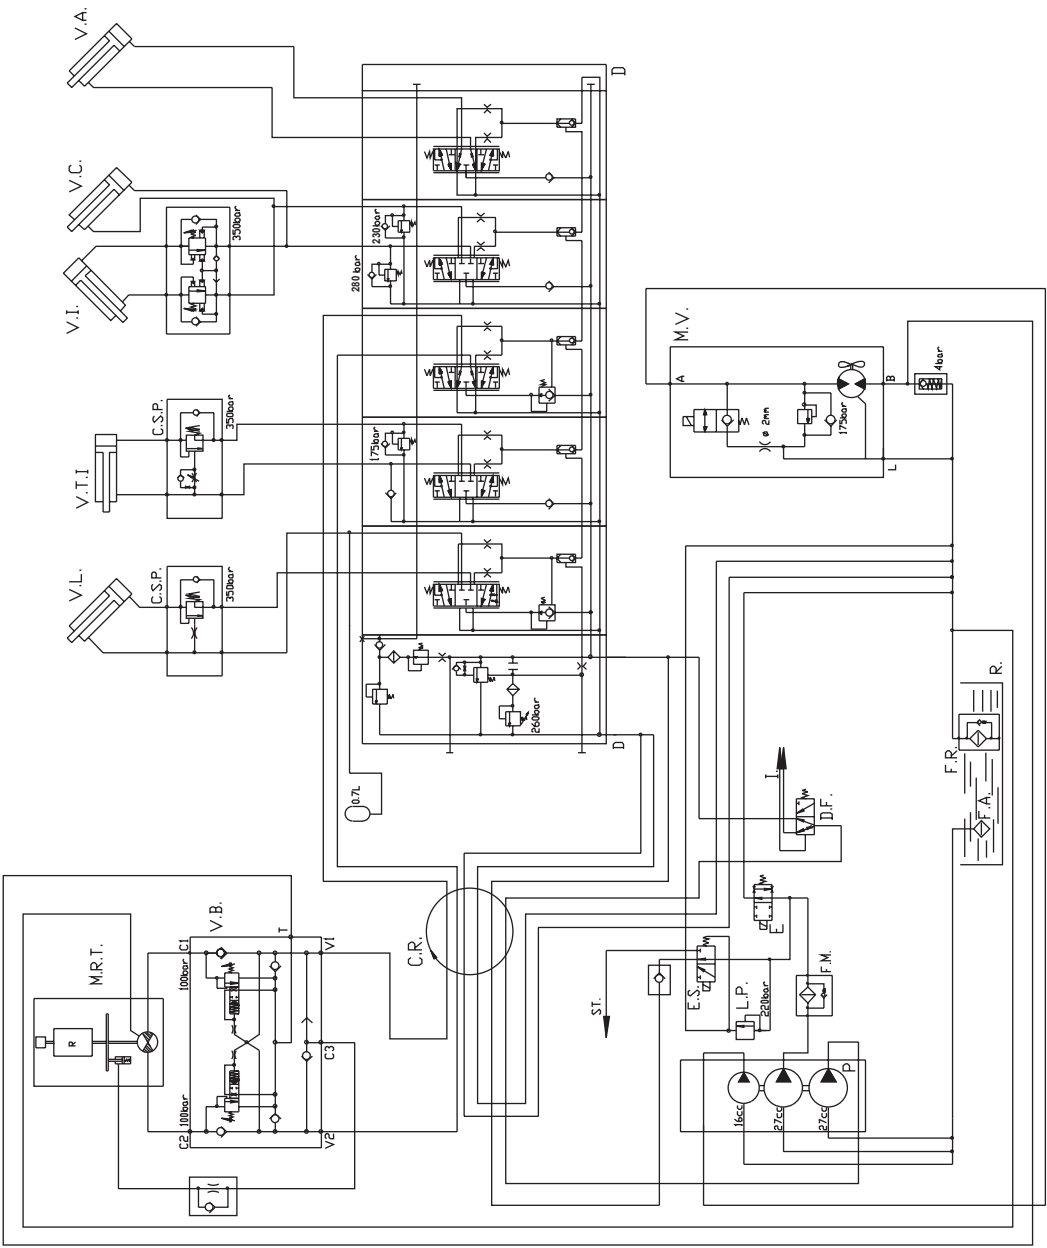 V.A.
V.C.
V.I.
350bar
C.S.P.
350bar
V.T.I
V.L.
C.S.P.
350bar
D
230bar
280 bar
175bar
260bar
D
0.7L
M.V.
A
B
L
ø 2mm
175bar
4bar
R.
F.R.
F.A.
I.
D.F.
E
F.M.
E.S.
L.P.
220bar
ST.
P
16cc
27cc
27cc
C.R.
V.B.
T
C1
V1
100bar
C3
100bar
C2
V2
M.R.T.
R